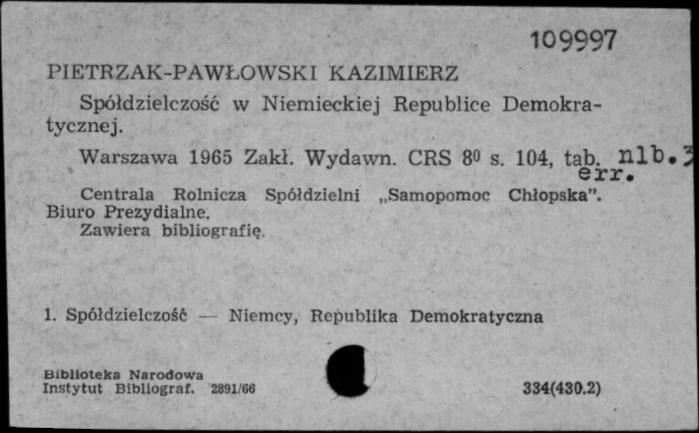 109997
PIETRZAK-PAWŁOWSKI KAZIMIERZ
Spółdzielczość w Niemieckiej Republice Demokra-
tycznej.
Warszawa 1965 Zakł. Wydawn. CRS 8⁰ s. 104, tab. nlb. 3
err.
Centrala Rolnicza Spółdzielni „Samopomoc Chłopska”.
Biuro Prezydialne.
Zawiera bibliografię.
1. Spółdzielczość — Niemcy, Republika Demokratyczna
Biblioteka Narodowa
Instytut Bibliograf. 2891/66 334(430.2)